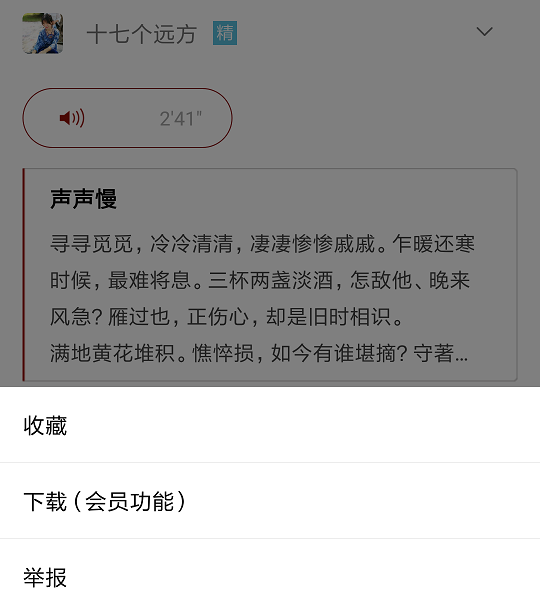 十七个远方 精
2'41"
声声慢
寻寻觅觅，冷冷清清，凄凄惨惨戚戚。乍暖还寒
时候，最难将息。三杯两盏淡酒，怎敌他、晚来
风急？雁过也，正伤心，却是旧时相识。
满地黄花堆积。憔悴损，如今有谁堪摘？守著...
收藏
下载（会员功能）
举报